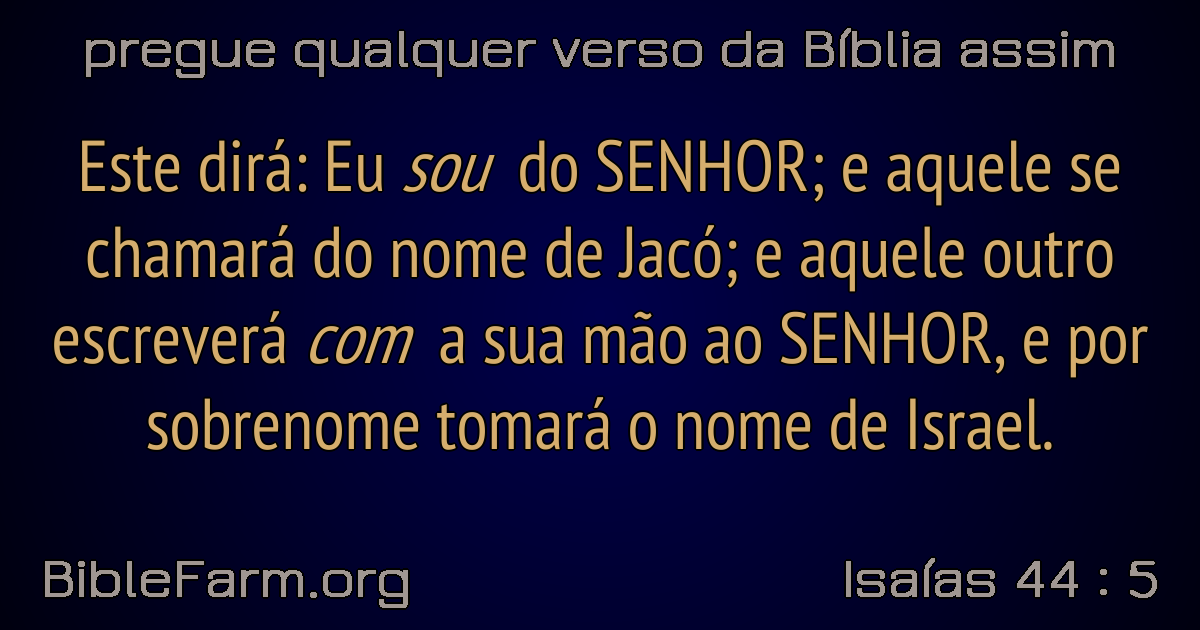 pregue qualquer verso da Bíblia assim
Este dirá: Eu sou do SENHOR; e aquele se
chamará do nome de Jacó; e aquele outro
escreverá com a sua mão ao SENHOR, e por
sobrenome tomará o nome de Israel.
BibleFarm.org
Isaías 44 : 5